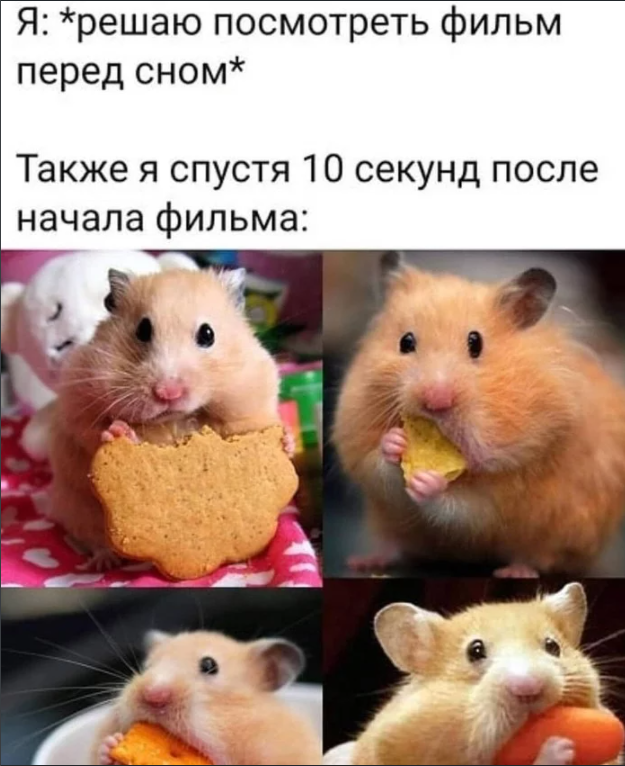 Я: *решаю посмотреть фильм
перед сном*
Также я спустя 10 секунд после
начала фильма: